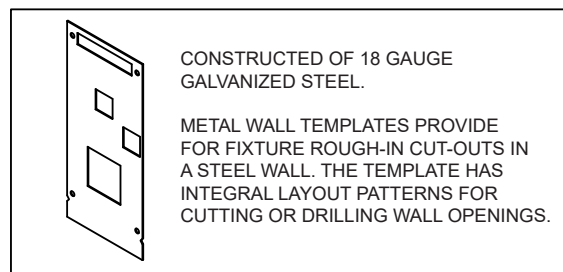 CONSTRUCTED OF 18 GAUGE
GALVANIZED STEEL.
METAL WALL TEMPLATES PROVIDE
FOR FIXTURE ROUGH-IN CUT-OUTS IN
A STEEL WALL. THE TEMPLATE HAS
INTEGRAL LAYOUT PATTERNS FOR
CUTTING OR DRILLING WALL OPENINGS.